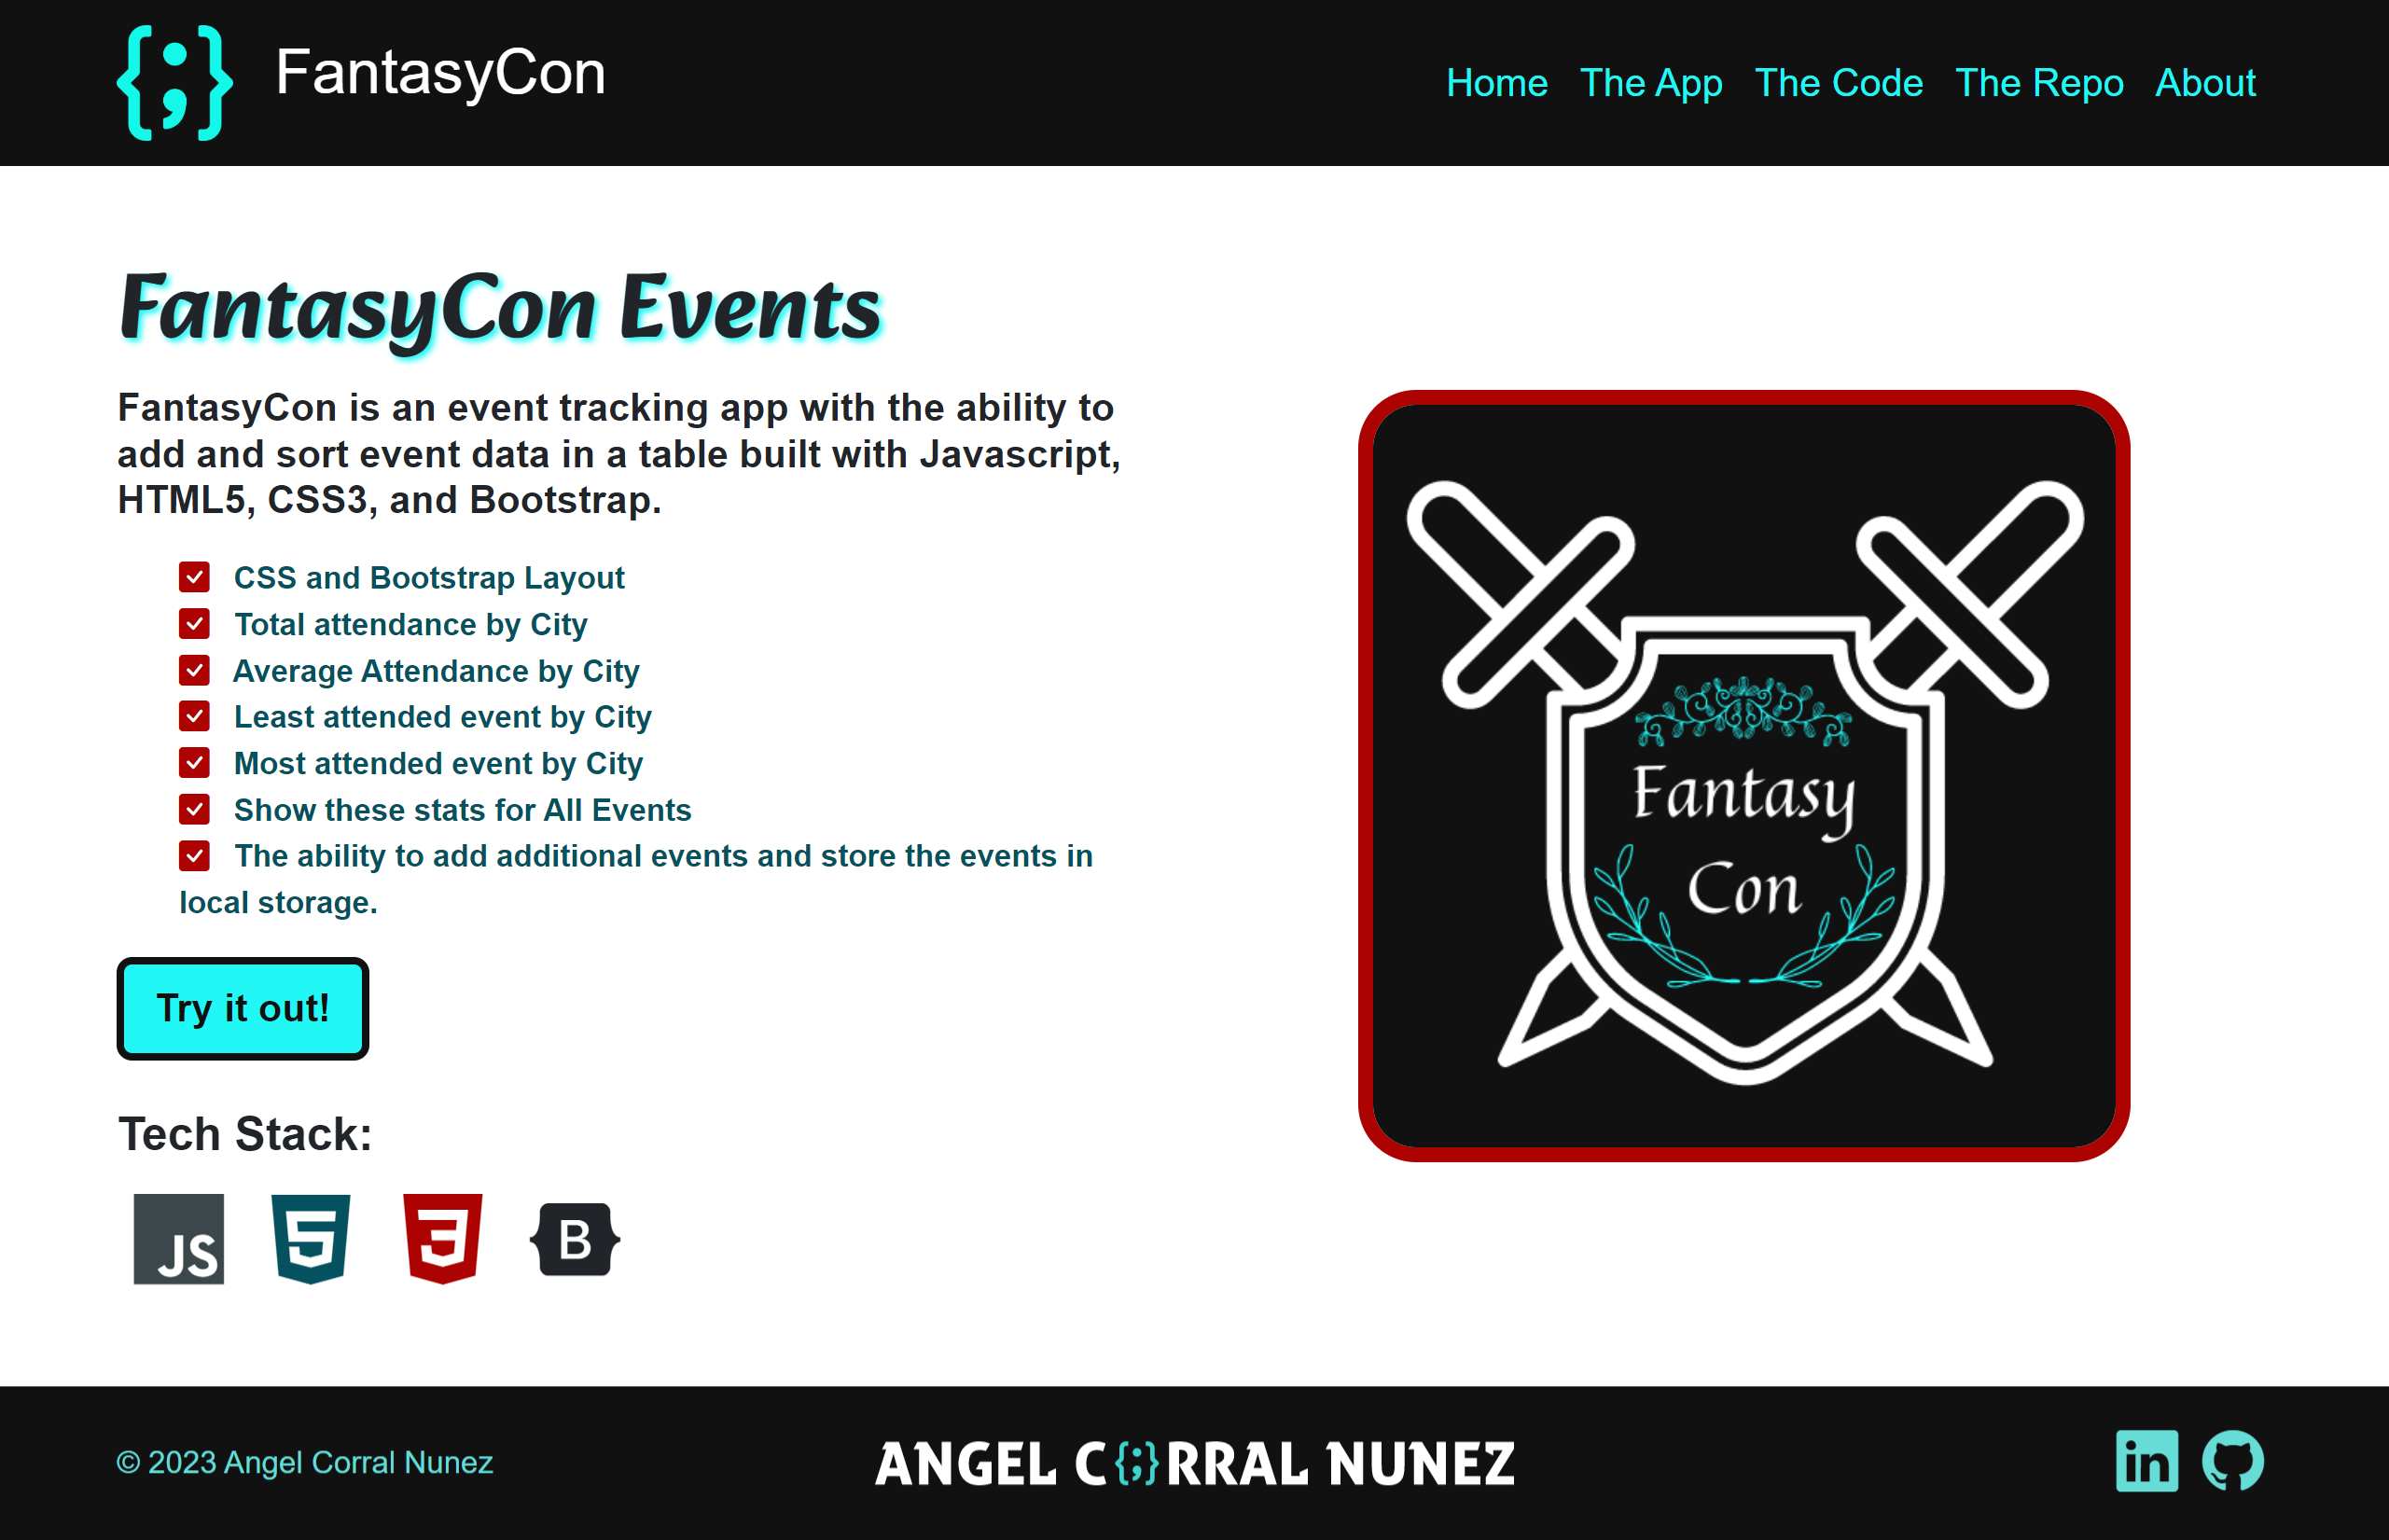 {;} FantasyCon
Home The App The Code The Repo About
FantasyCon Events
FantasyCon is an event tracking app with the ability to
add and sort event data in a table built with Javascript,
HTML5, CSS3, and Bootstrap.
CSS and Bootstrap Layout
Total attendance by City
Average Attendance by City
Least attended event by City
Most attended event by City
Show these stats for All Events
The ability to add additional events and store the events in
local storage.
Try it out!
Tech Stack:
JS 5 3 B
Fantasy
Con
© 2023 Angel Corral Nunez
ANGEL C{;}RRAL NUNEZ
in